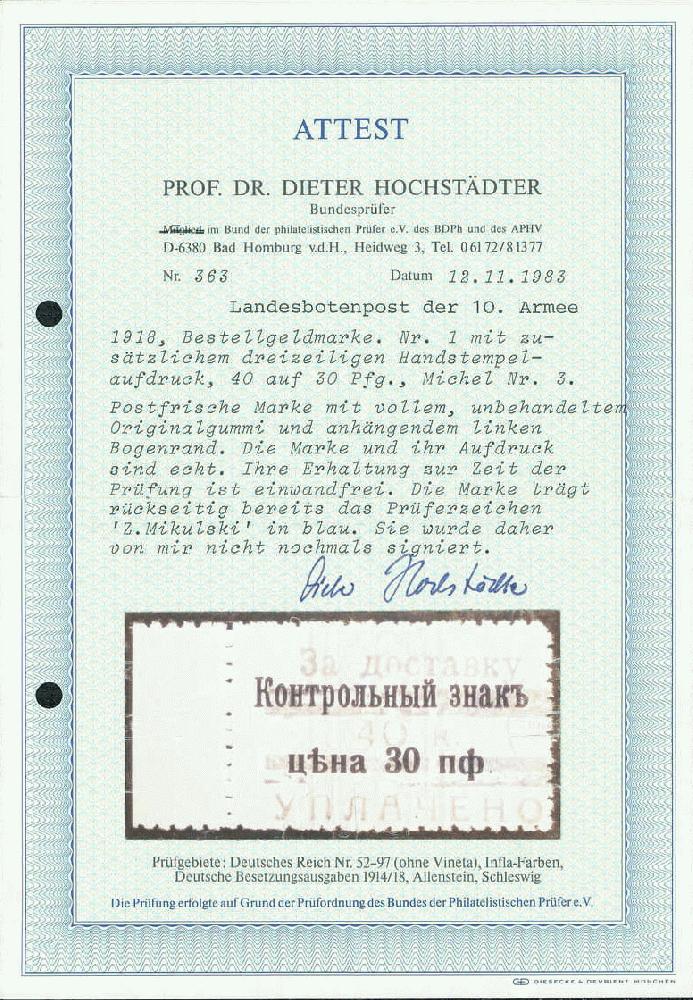 ATTEST
PROF. DR. DIETER HOCHSTÄDTER
Bundesprüfer
Mitglied im Bund der philatelistischen Prüfer e.V. des BDPh und des APHV
D-6380 Bad Homburg v.d.H., Heidweg 3, Tel. 06172/81377
Nr. 363 Datum 12.11.1983
Landesbotenpost der 10. Armee
1918, Bestellgeldmarke. Nr. 1 mit zu-
sätzlichem dreizeiligen Handstempel-
aufdruck, 40 auf 30 Pfg., Michel Nr. 3.
Postfrische Marke mit vollem, unbehandeltem
Originalgummi und anhängendem linken
Bogenrand. Die Marke und ihr Aufdruck
sind echt. Ihre Erhaltung zur Zeit der
Prüfung ist einwandfrei. Die Marke trägt
rückseitig bereits das Prüferzeichen
'Z.Mikulski' in blau. Sie wurde daher
von mir nicht nochmals signiert.
Dieter Hochstädter
За доставку
Контрольный знакъ
40 к
цѣна 30 пф
УПЛАЧЕНО
Prüfgebiete: Deutsches Reich Nr. 52-97 (ohne Vineta), Infla-Farben,
Deutsche Besetzungsausgaben 1914/18, Allenstein, Schleswig
Die Prüfung erfolgte auf Grund der Prüfordnung des Bundes der Philatelistischen Prüfer e.V.
GIESECKE & DEVRIENT MÜNCHEN